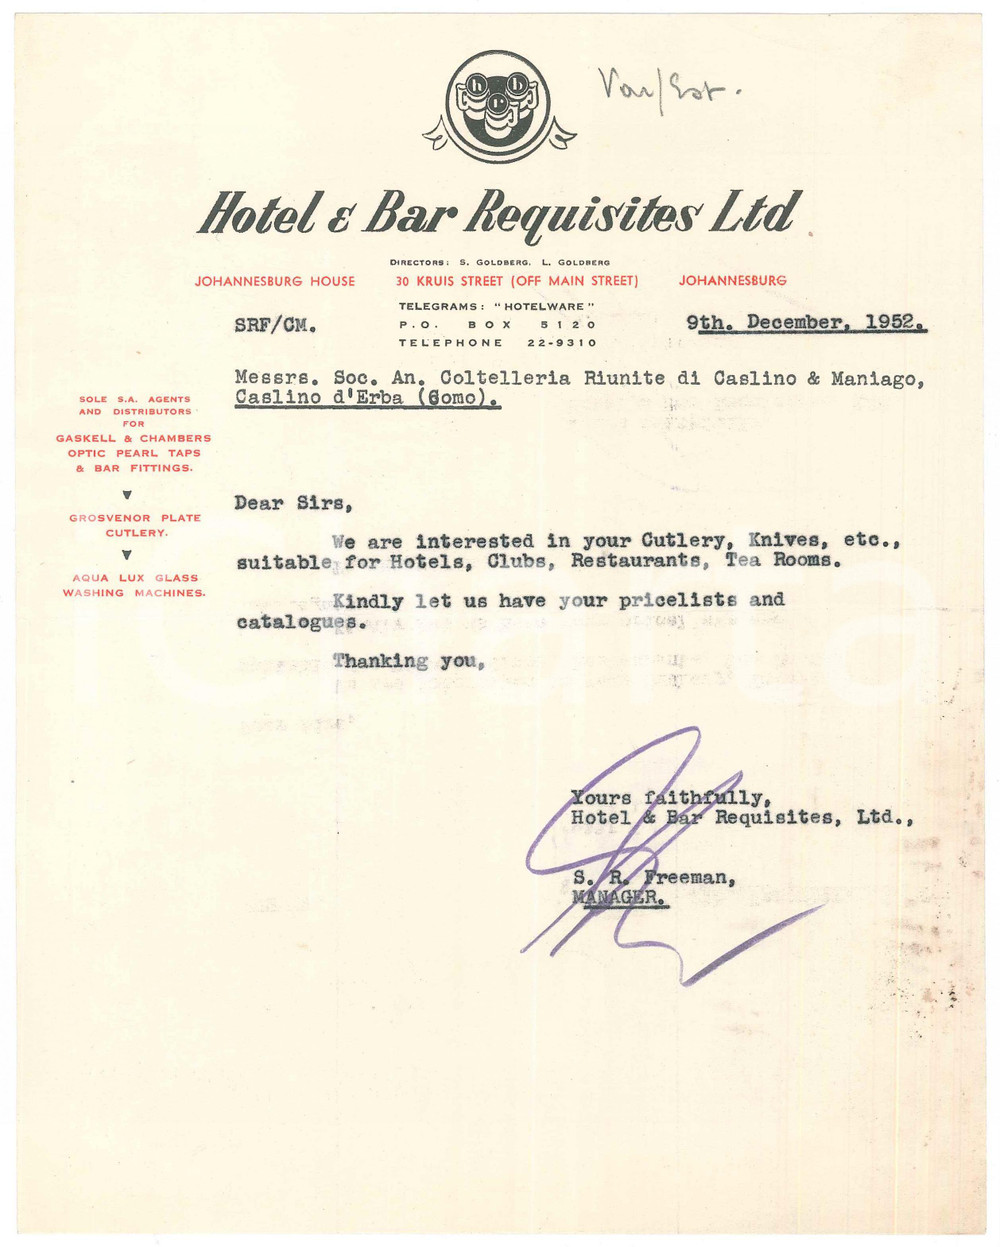 h b
r
Var/Est.
Hotel & Bar Requisites Ltd
DIRECTORS: S. GOLDBERG. L. GOLDBERG
JOHANNESBURG HOUSE 30 KRUIS STREET (OFF MAIN STREET) JOHANNESBURG
TELEGRAMS: "HOTELWARE"
SRF/CM. P.O. BOX 5120 9th. December, 1952.
TELEPHONE 22-9310
Messrs. Soc. An. Coltelleria Riunite di Caslino & Maniago,
Caslino d'Erba (Como).
SOLE S.A. AGENTS
AND DISTRIBUTORS
FOR
GASKELL & CHAMBERS
OPTIC PEARL TAPS
& BAR FITTINGS.
GROSVENOR PLATE
CUTLERY.
AQUA LUX GLASS
WASHING MACHINES.
Dear Sirs,
We are interested in your Cutlery, Knives, etc.,
suitable for Hotels, Clubs, Restaurants, Tea Rooms.
Kindly let us have your pricelists and
catalogues.
Thanking you,
Yours faithfully,
Hotel & Bar Requisites, Ltd.,
S. R. Freeman,
MANAGER.